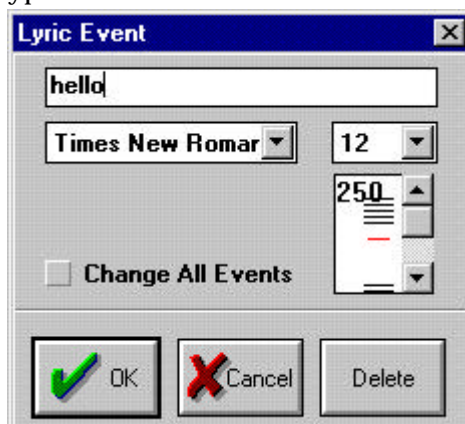 Lyric Event
hello
Times New Romar 12
250
Change All Events
OK Cancel Delete